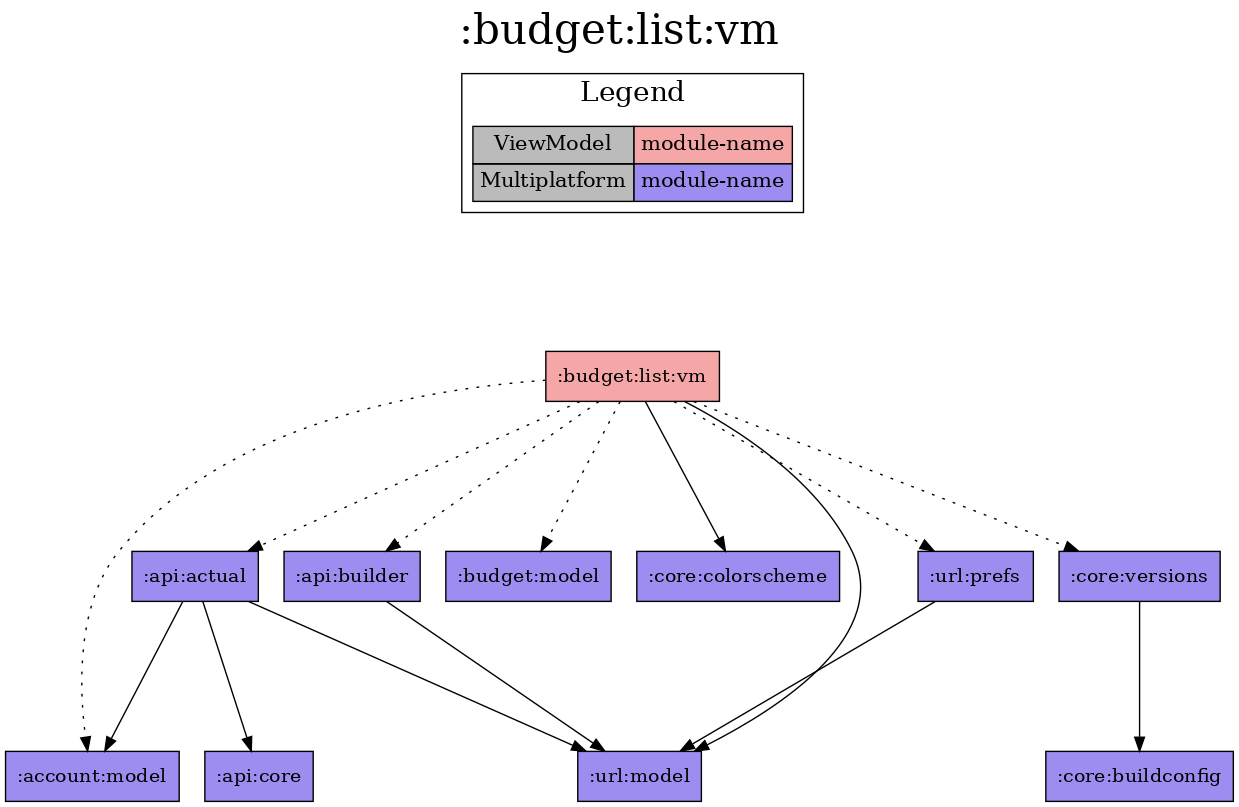 :budget:list:vm
Legend
ViewModel module-name
Multiplatform module-name
:budget:list:vm
:api:actual :api:builder :budget:model :core:colorscheme :url:prefs :core:versions
:account:model :api:core :url:model :core:buildconfig